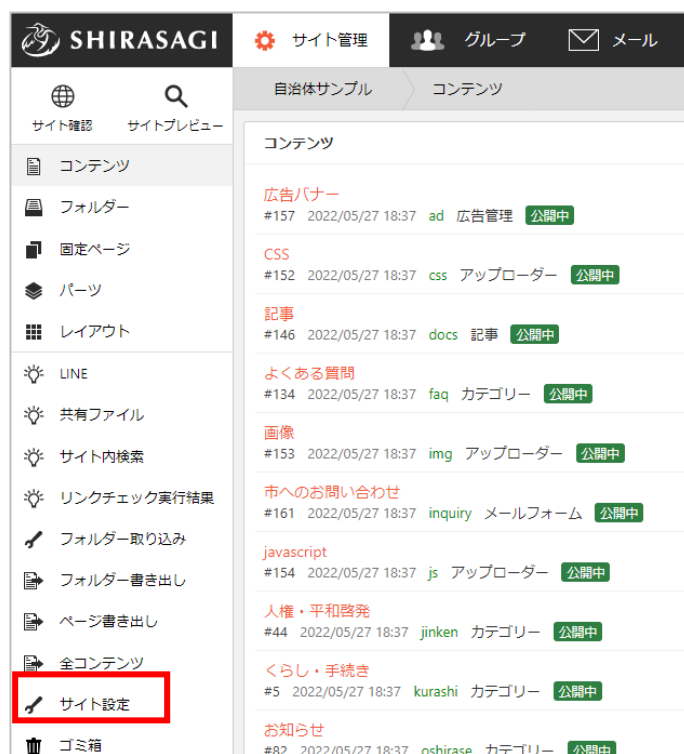 SHIRASAGI
サイト管理
グループ
メール
サイト確認
サイトプレビュー
自治体サンプル
コンテンツ
コンテンツ
フォルダー
固定ページ
パーツ
レイアウト
LINE
共有ファイル
サイト内検索
リンクチェック実行結果
フォルダー取り込み
フォルダー書き出し
ページ書き出し
全コンテンツ
サイト設定
ゴミ箱
コンテンツ
広告バナー
#157 2022/05/27 18:37 ad 広告管理 公開中
CSS
#152 2022/05/27 18:37 css アップローダー 公開中
記事
#146 2022/05/27 18:37 docs 記事 公開中
よくある質問
#134 2022/05/27 18:37 faq カテゴリー 公開中
画像
#153 2022/05/27 18:37 img アップローダー 公開中
市へのお問い合わせ
#161 2022/05/27 18:37 inquiry メールフォーム 公開中
javascript
#154 2022/05/27 18:37 js アップローダー 公開中
人権・平和啓発
#44 2022/05/27 18:37 jinken カテゴリー 公開中
くらし・手続き
#5 2022/05/27 18:37 kurashi カテゴリー 公開中
お知らせ
#82 2022/05/27 18:37 oshirase カテゴリー 公開中